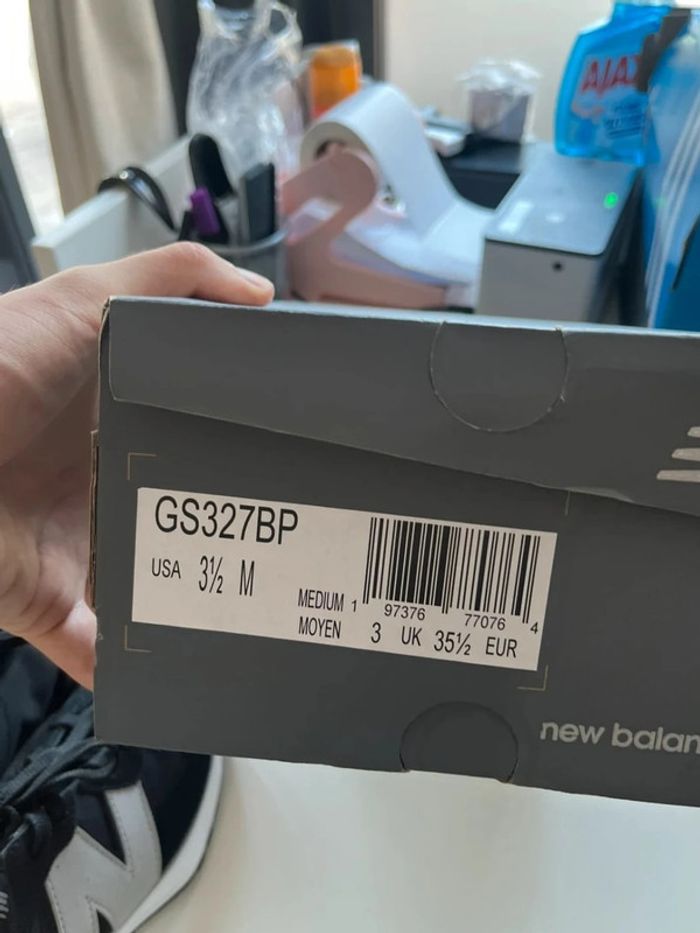 AJAX
GS327BP
USA 3½ M
MEDIUM 1 97376 77076 4
MOYEN 3 UK 35½ EUR
new balan
N